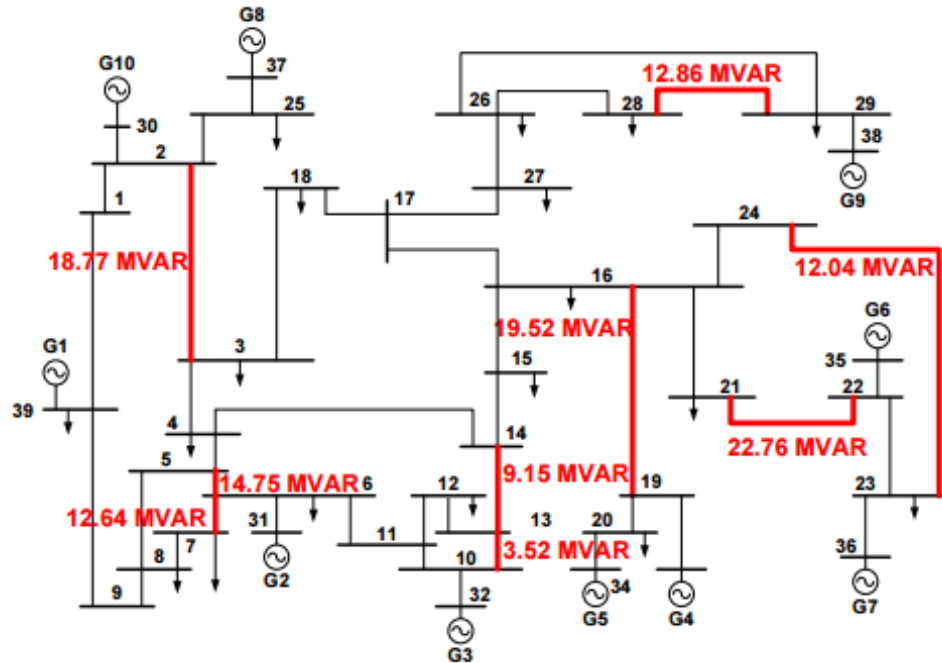 G8
G10
37
12.86 MVAR
25
26
28
29
30
38
2
18
27
G9
17
1
24
18.77 MVAR
12.04 MVAR
16
G6
19.52 MVAR
G1
3
15
35
21
22
39
4
14
22.76 MVAR
5
14.75 MVAR
6
12
9.15 MVAR
19
23
12.64 MVAR
31
13
20
7
11
3.52 MVAR
36
8
G2
10
34
9
32
G5
G4
G7
G3